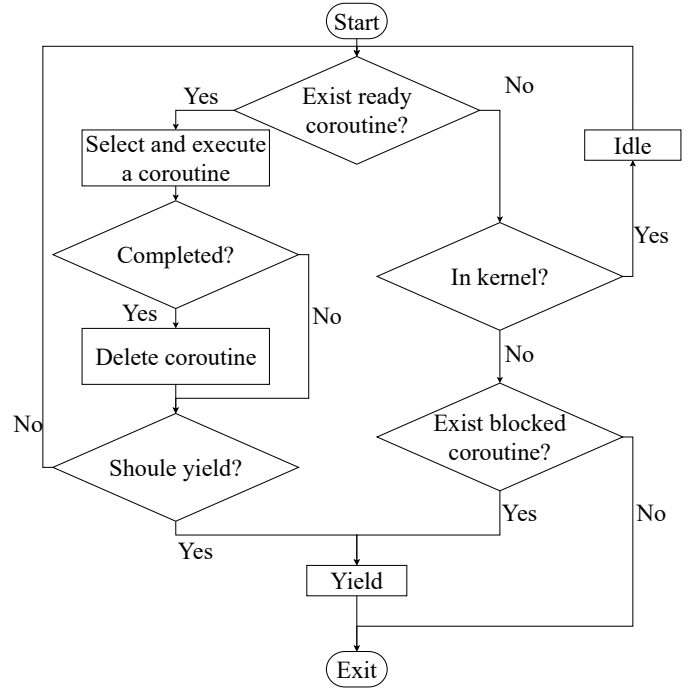 Start
Exist ready
coroutine?
Yes
No
Select and execute
a coroutine
Idle
Completed?
Yes
In kernel?
Yes
No
Delete coroutine
No
Exist blocked
coroutine?
No
Shoule yield?
Yes
No
Yes
Yield
Exit